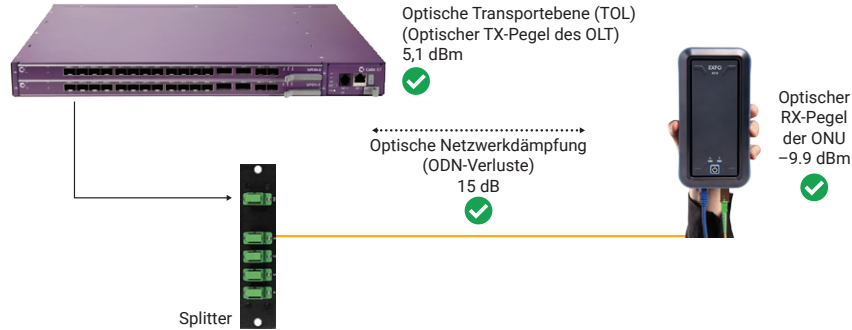 Optische Transportebene (TOL)
(Optischer TX-Pegel des OLT)
5,1 dBm
Optische Netzwerkdämpfung
(ODN-Verluste)
15 dB
EXFO
Optischer
RX-Pegel
der ONU
–9.9 dBm
Splitter